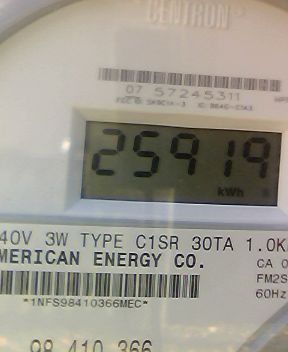 CENTRON
07 57245311
25919
kWh
40V 3W TYPE C1SR 30TA 1.0K
MERICAN ENERGY CO.
CA 0
FM2S
60Hz
*1NFS98410366MEC*
98 410 366